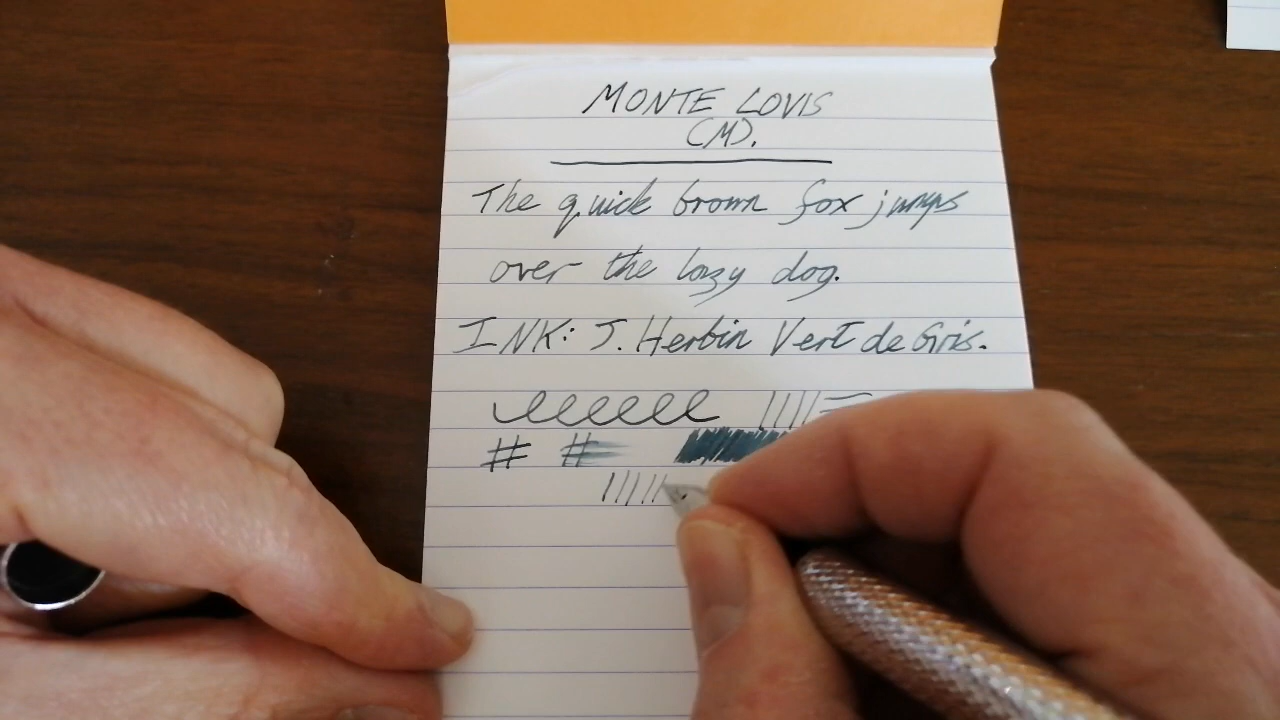 MONTE LOVIS
(M).
The quick brown fox jumps
over the lazy dog.
INK: J. Herbin Vert de Gris.
# #